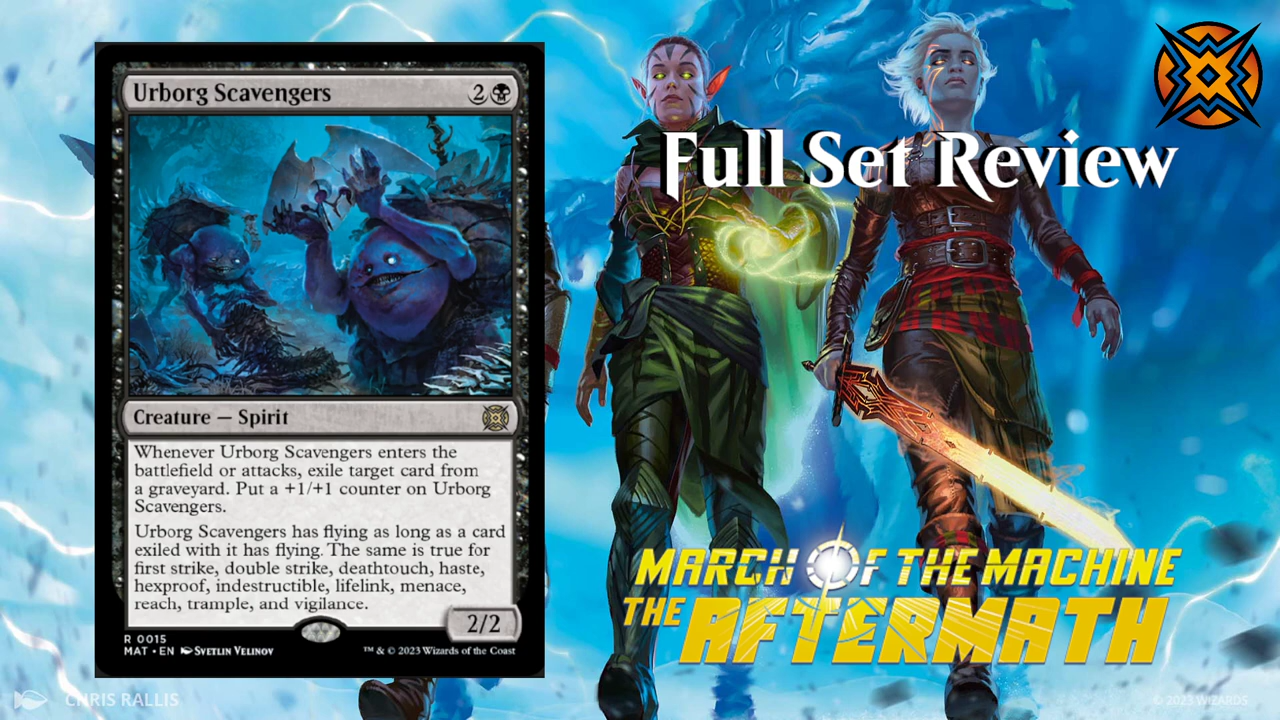 Urborg Scavengers 2
Creature — Spirit
Whenever Urborg Scavengers enters the
battlefield or attacks, exile target card from
a graveyard. Put a +1/+1 counter on Urborg
Scavengers.
Urborg Scavengers has flying as long as a card
exiled with it has flying. The same is true for
first strike, double strike, deathtouch, haste,
hexproof, indestructible, lifelink, menace,
reach, trample, and vigilance.
2/2
R 0015
MAT • EN Svetlin Velinov
™ & © 2023 Wizards of the Coast
Full Set Review
MARCH OF THE MACHINE
THE AFTERMATH
CHRIS RALLIS
© 2023 WIZARDS